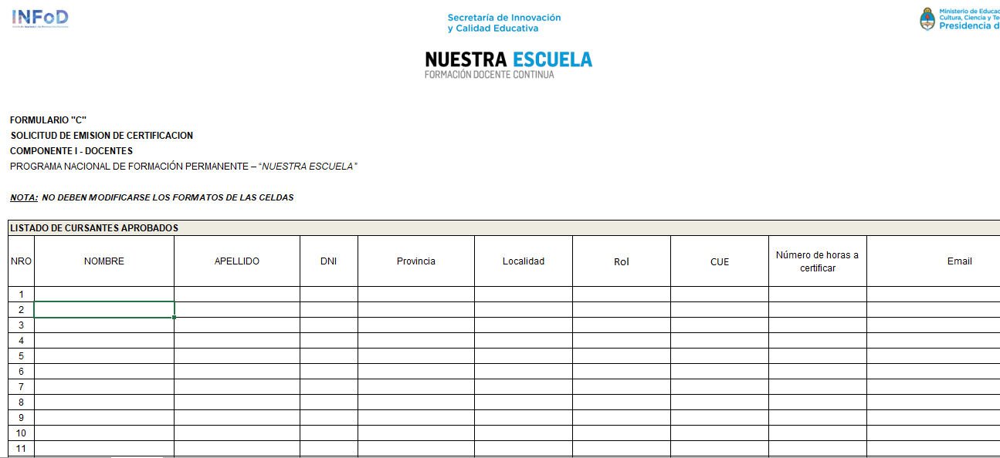 INFoD
Secretaría de Innovación
y Calidad Educativa
Ministerio de Educac
Cultura, Ciencia y Te
Presidencia d
NUESTRA ESCUELA
FORMACIÓN DOCENTE CONTINUA
FORMULARIO "C"
SOLICITUD DE EMISION DE CERTIFICACION
COMPONENTE I - DOCENTES
PROGRAMA NACIONAL DE FORMACIÓN PERMANENTE – “NUESTRA ESCUELA”
NOTA: NO DEBEN MODIFICARSE LOS FORMATOS DE LAS CELDAS
LISTADO DE CURSANTES APROBADOS
NRO NOMBRE APELLIDO DNI Provincia Localidad Rol CUE Número de horas a certificar Email
1
2
3
4
5
6
7
8
9
10
11